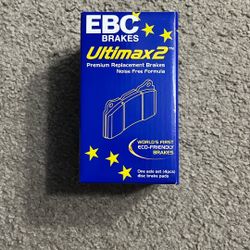 EBC
BRAKES
Ultimax2™
Premium Replacement Brakes
Noise Free Formula
WORLD'S FIRST
ECO-FRIENDLY
BRAKES
One axle set (4pcs)
disc brake pads